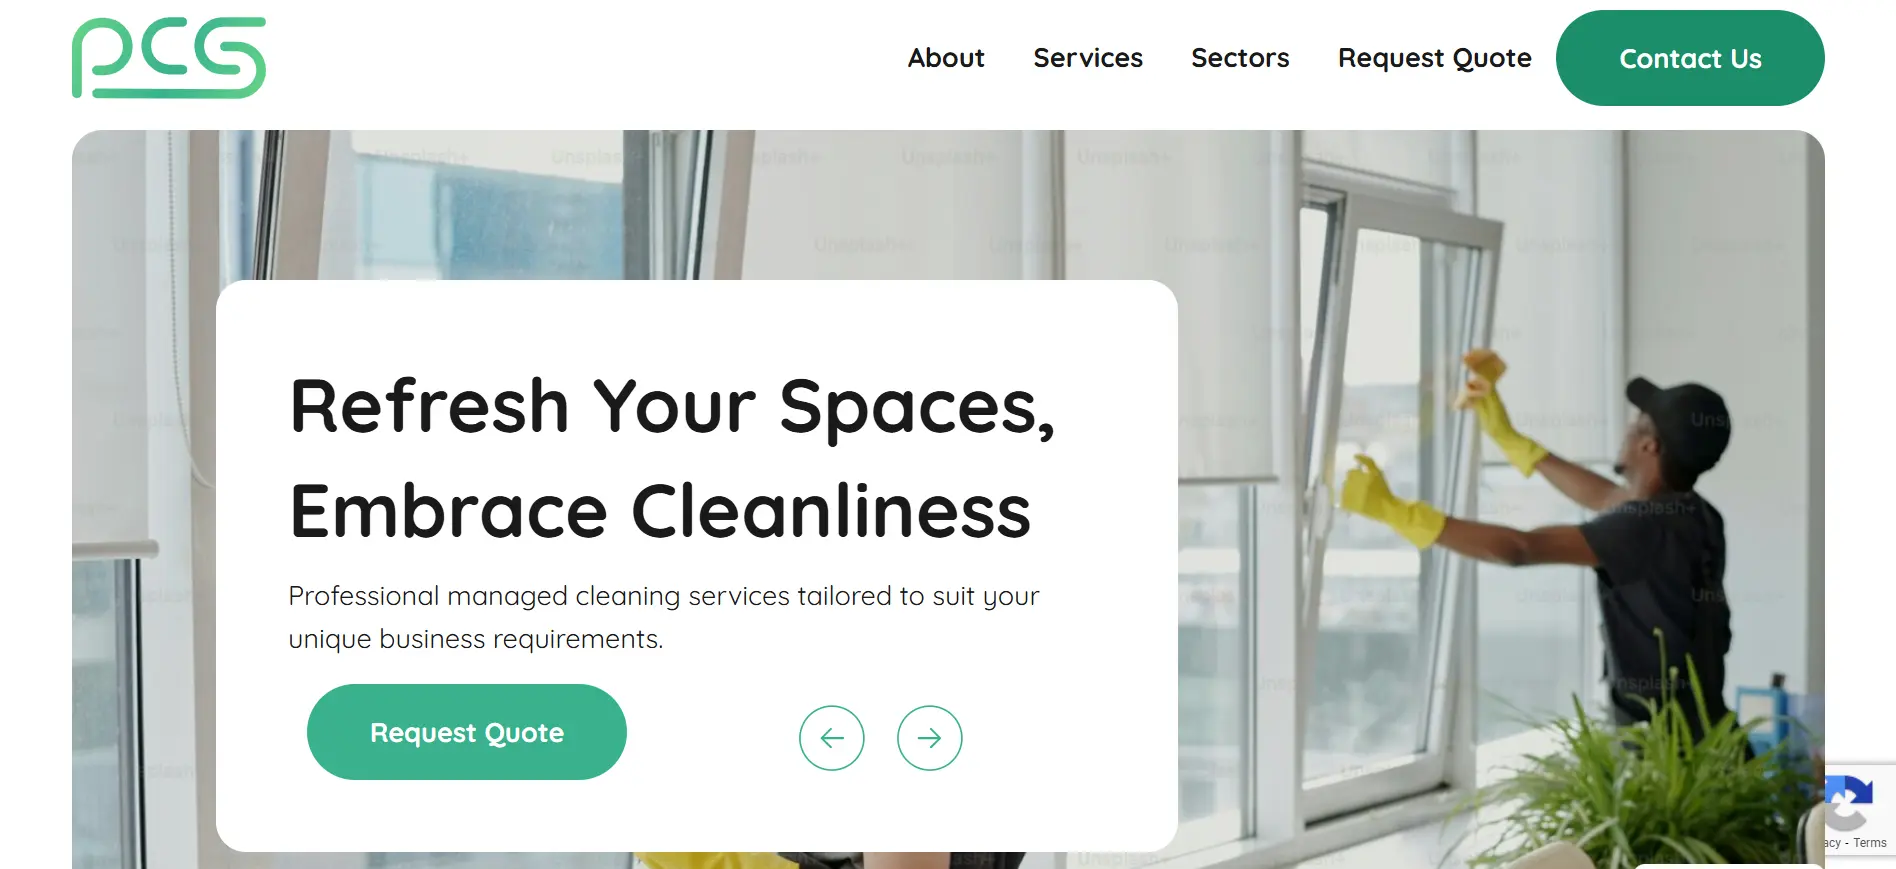 PCS
About Services Sectors Request Quote Contact Us
Refresh Your Spaces,
Embrace Cleanliness
Professional managed cleaning services tailored to suit your
unique business requirements.
Request Quote
Unsplash+
acy - Terms